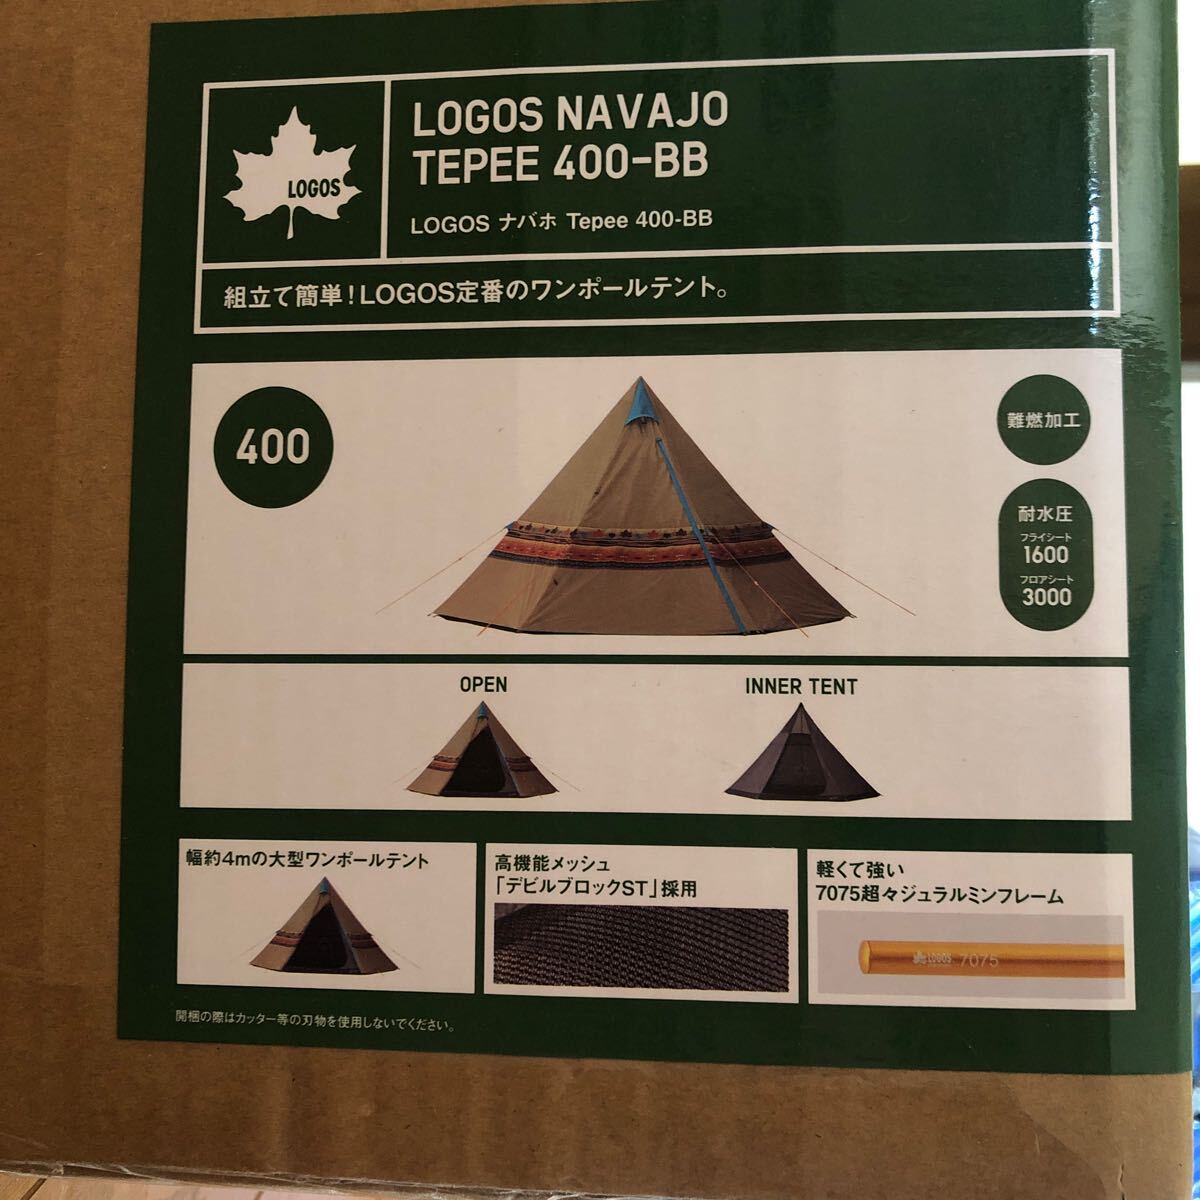 LOGOS
LOGOS NAVAJO
TEPEE 400-BB
LOGOS ナバホ Tepee 400-BB
組立て簡単！LOGOS定番のワンポールテント。
400
難燃加工
耐水圧
フライシート
1600
フロアシート
3000
OPEN
INNER TENT
幅約4mの大型ワンポールテント
高機能メッシュ
「デビルブロックST」採用
軽くて強い
7075超々ジュラルミンフレーム
LOGOS 7075
開梱の際はカッター等の刃物を使用しないでください。